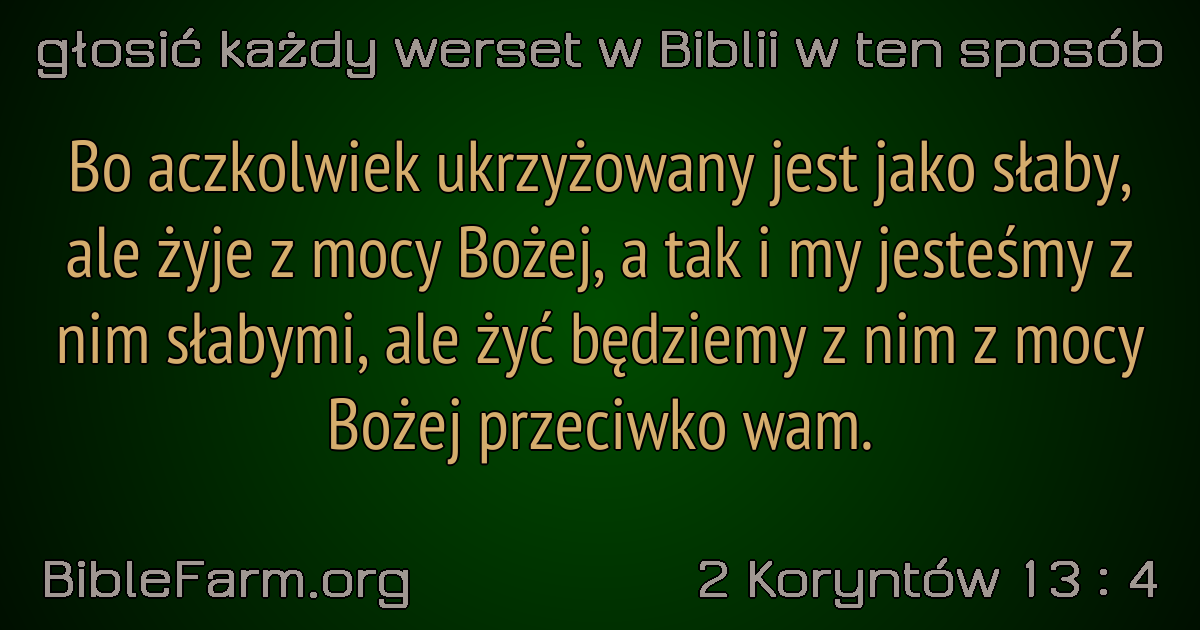 głosić każdy werset w Biblii w ten sposób
Bo aczkolwiek ukrzyżowany jest jako słaby,
ale żyje z mocy Bożej, a tak i my jesteśmy z
nim słabymi, ale żyć będziemy z nim z mocy
Bożej przeciwko wam.
BibleFarm.org
2 Koryntów 13 : 4